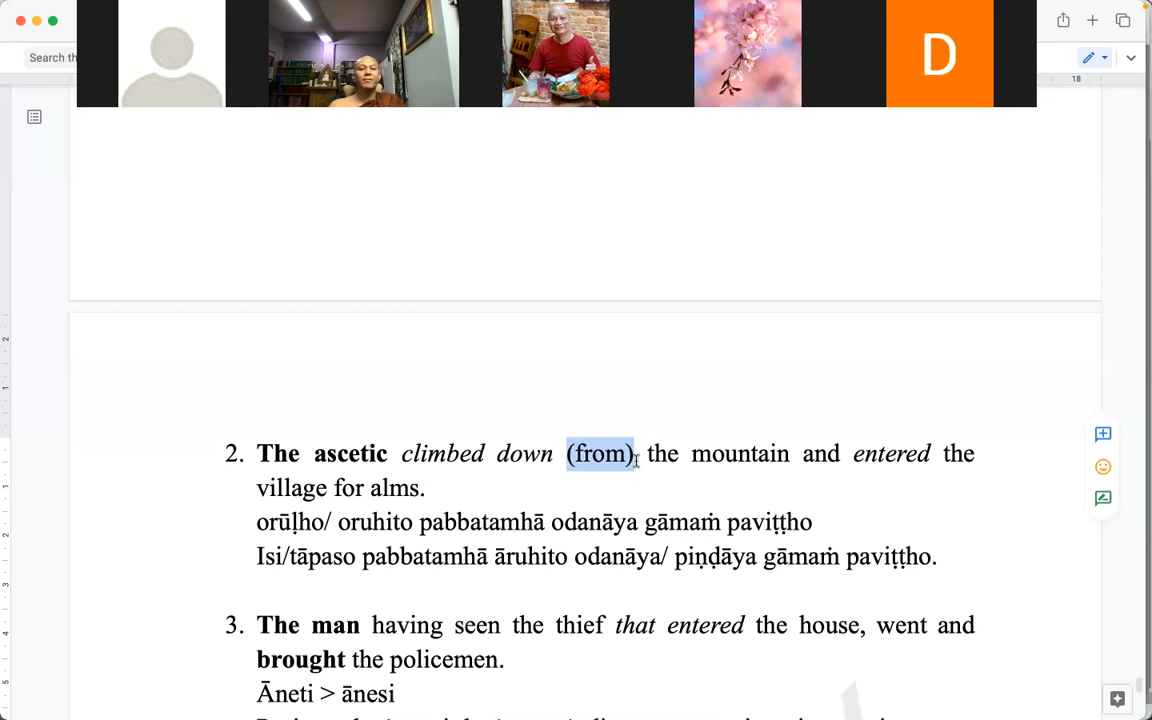 D
Search th
18
2. The ascetic climbed down (from) the mountain and entered the
village for alms.
orūḷho/ oruhito pabbatamhā odanāya gāmaṁ paviṭṭho
Isi/tāpaso pabbatamhā āruhito odanāya/ piṇḍāya gāmaṁ paviṭṭho.
3. The man having seen the thief that entered the house, went and
brought the policemen.
Āneti > ānesi